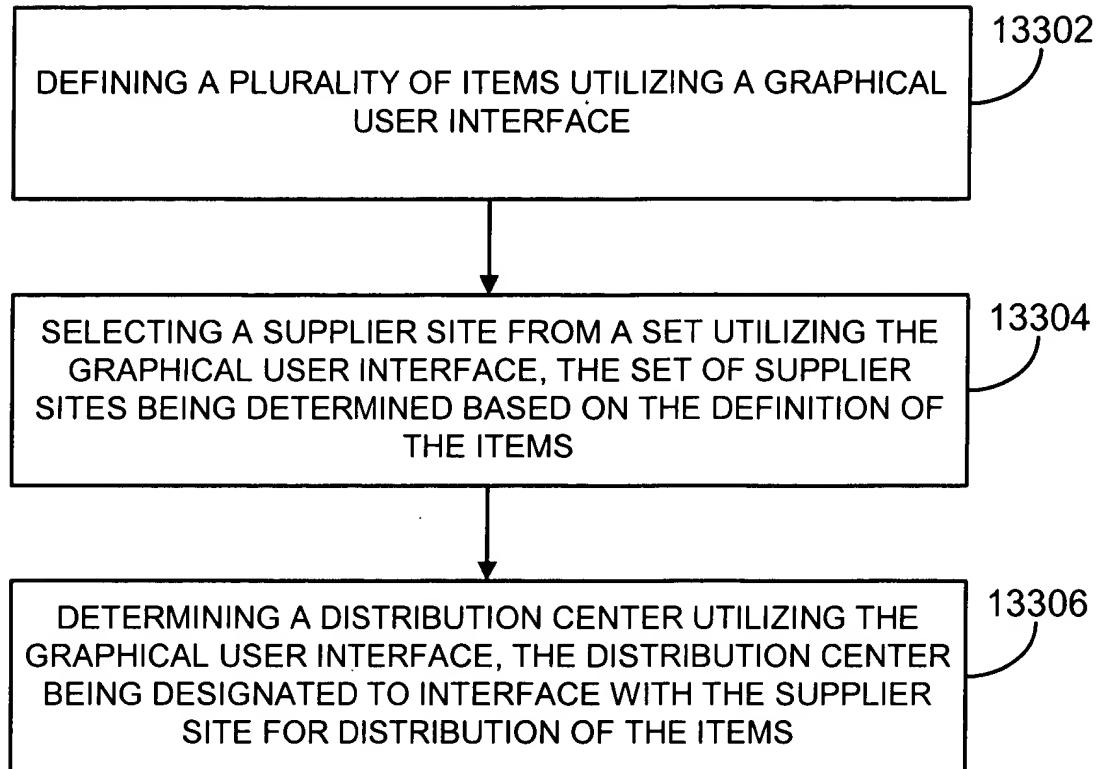 13302
DEFINING A PLURALITY OF ITEMS UTILIZING A GRAPHICAL
USER INTERFACE
13304
SELECTING A SUPPLIER SITE FROM A SET UTILIZING THE
GRAPHICAL USER INTERFACE, THE SET OF SUPPLIER
SITES BEING DETERMINED BASED ON THE DEFINITION OF
THE ITEMS
13306
DETERMINING A DISTRIBUTION CENTER UTILIZING THE
GRAPHICAL USER INTERFACE, THE DISTRIBUTION CENTER
BEING DESIGNATED TO INTERFACE WITH THE SUPPLIER
SITE FOR DISTRIBUTION OF THE ITEMS